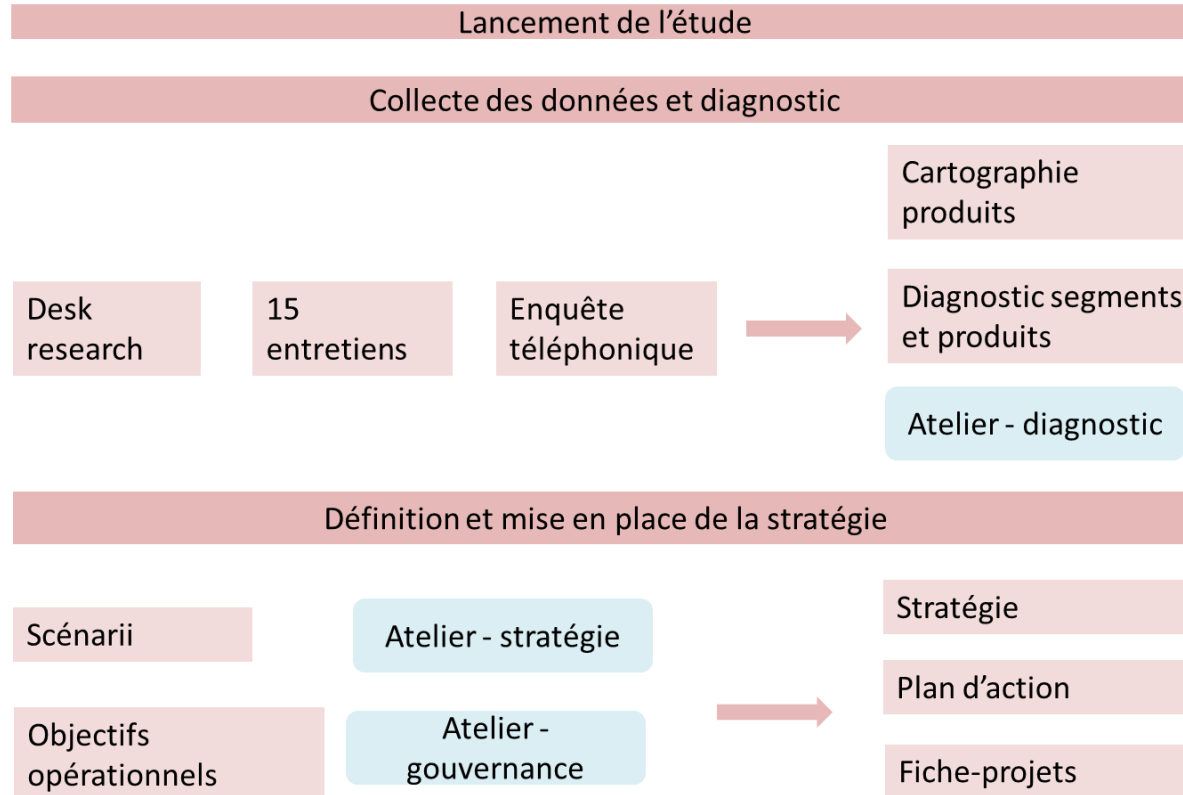 Lancement de l’étude
Collecte des données et diagnostic
Cartographie
produits
Desk
research
15
entretiens
Enquête
téléphonique
Diagnostic segments
et produits
Atelier - diagnostic
Définition et mise en place de la stratégie
Scénarii
Atelier - stratégie
Stratégie
Plan d’action
Objectifs
opérationnels
Atelier -
gouvernance
Fiche-projets